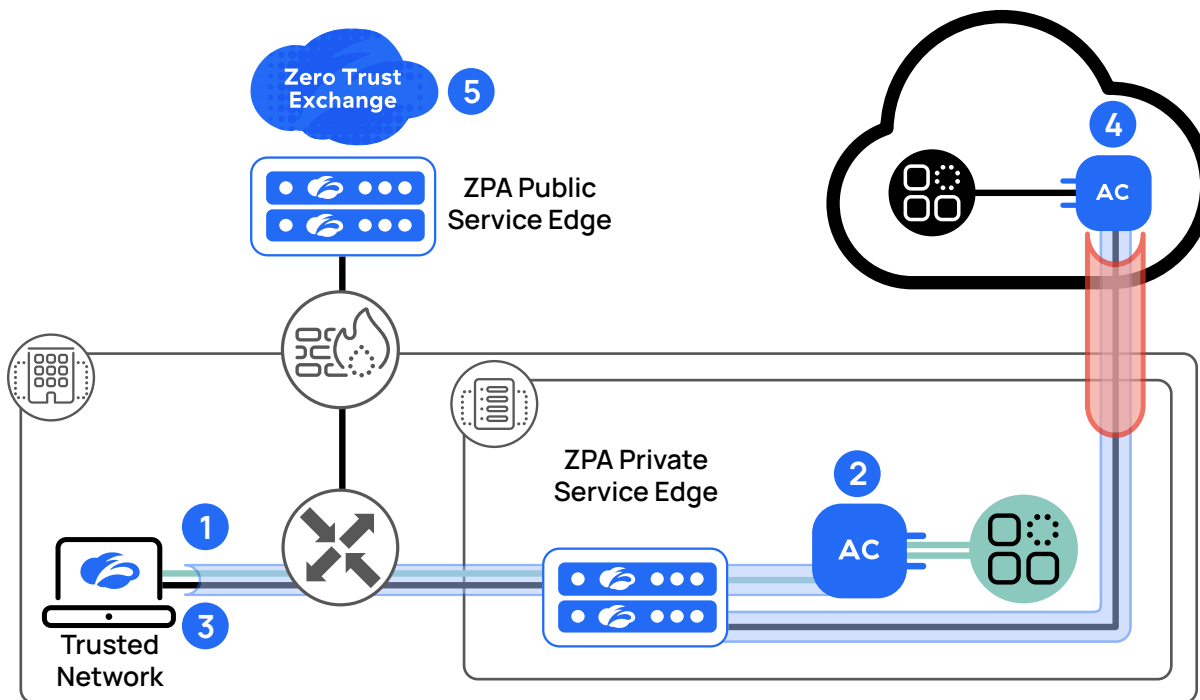 Zero Trust
Exchange
5
ZPA Public
Service Edge
4
AC
ZPA Private
Service Edge
2
AC
1
3
Trusted
Network